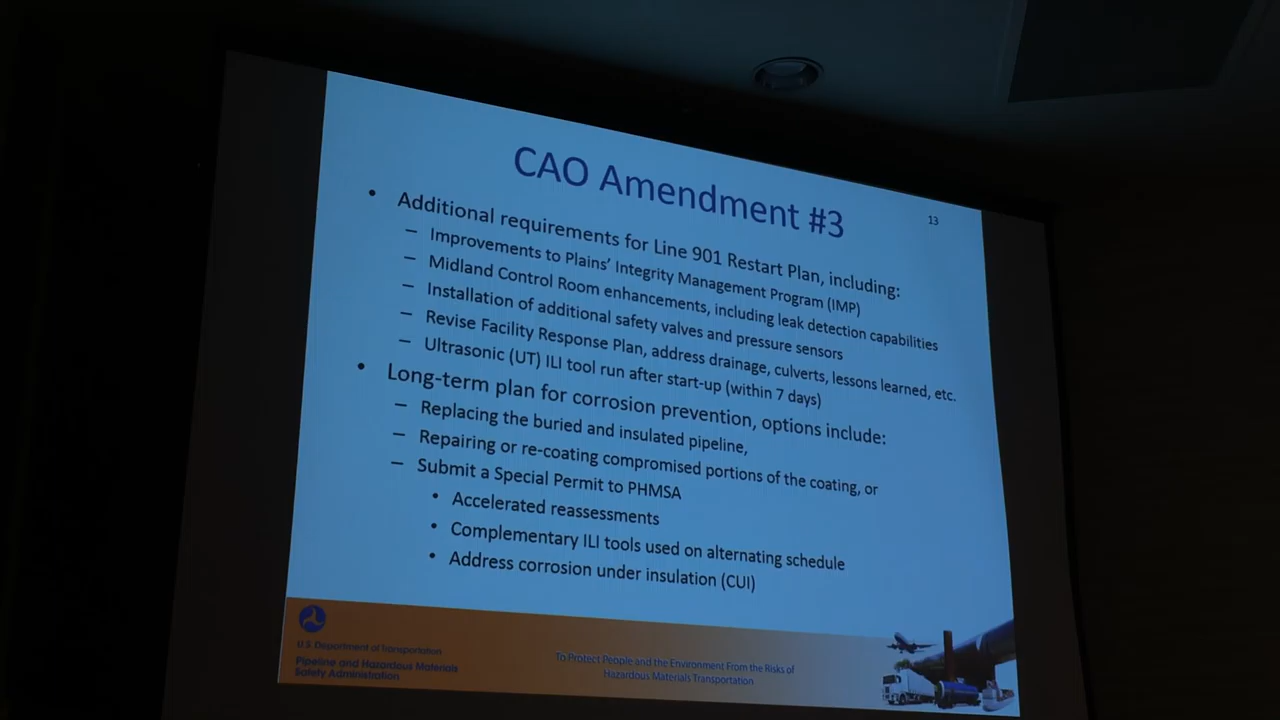 CAO Amendment #3
13
• Additional requirements for Line 901 Restart Plan, including:
– Improvements to Plains' Integrity Management Program (IMP)
– Midland Control Room enhancements, including leak detection capabilities
– Installation of additional safety valves and pressure sensors
– Revise Facility Response Plan, address drainage, culverts, lessons learned, etc.
– Ultrasonic (UT) ILI tool run after start-up (within 7 days)
• Long-term plan for corrosion prevention, options include:
– Replacing the buried and insulated pipeline,
– Repairing or re-coating compromised portions of the coating, or
– Submit a Special Permit to PHMSA
• Accelerated reassessments
• Complementary ILI tools used on alternating schedule
• Address corrosion under insulation (CUI)
U.S. Department of Transportation
Pipeline and Hazardous Materials
Safety Administration
To Protect People and the Environment From the Risks of
Hazardous Materials Transportation